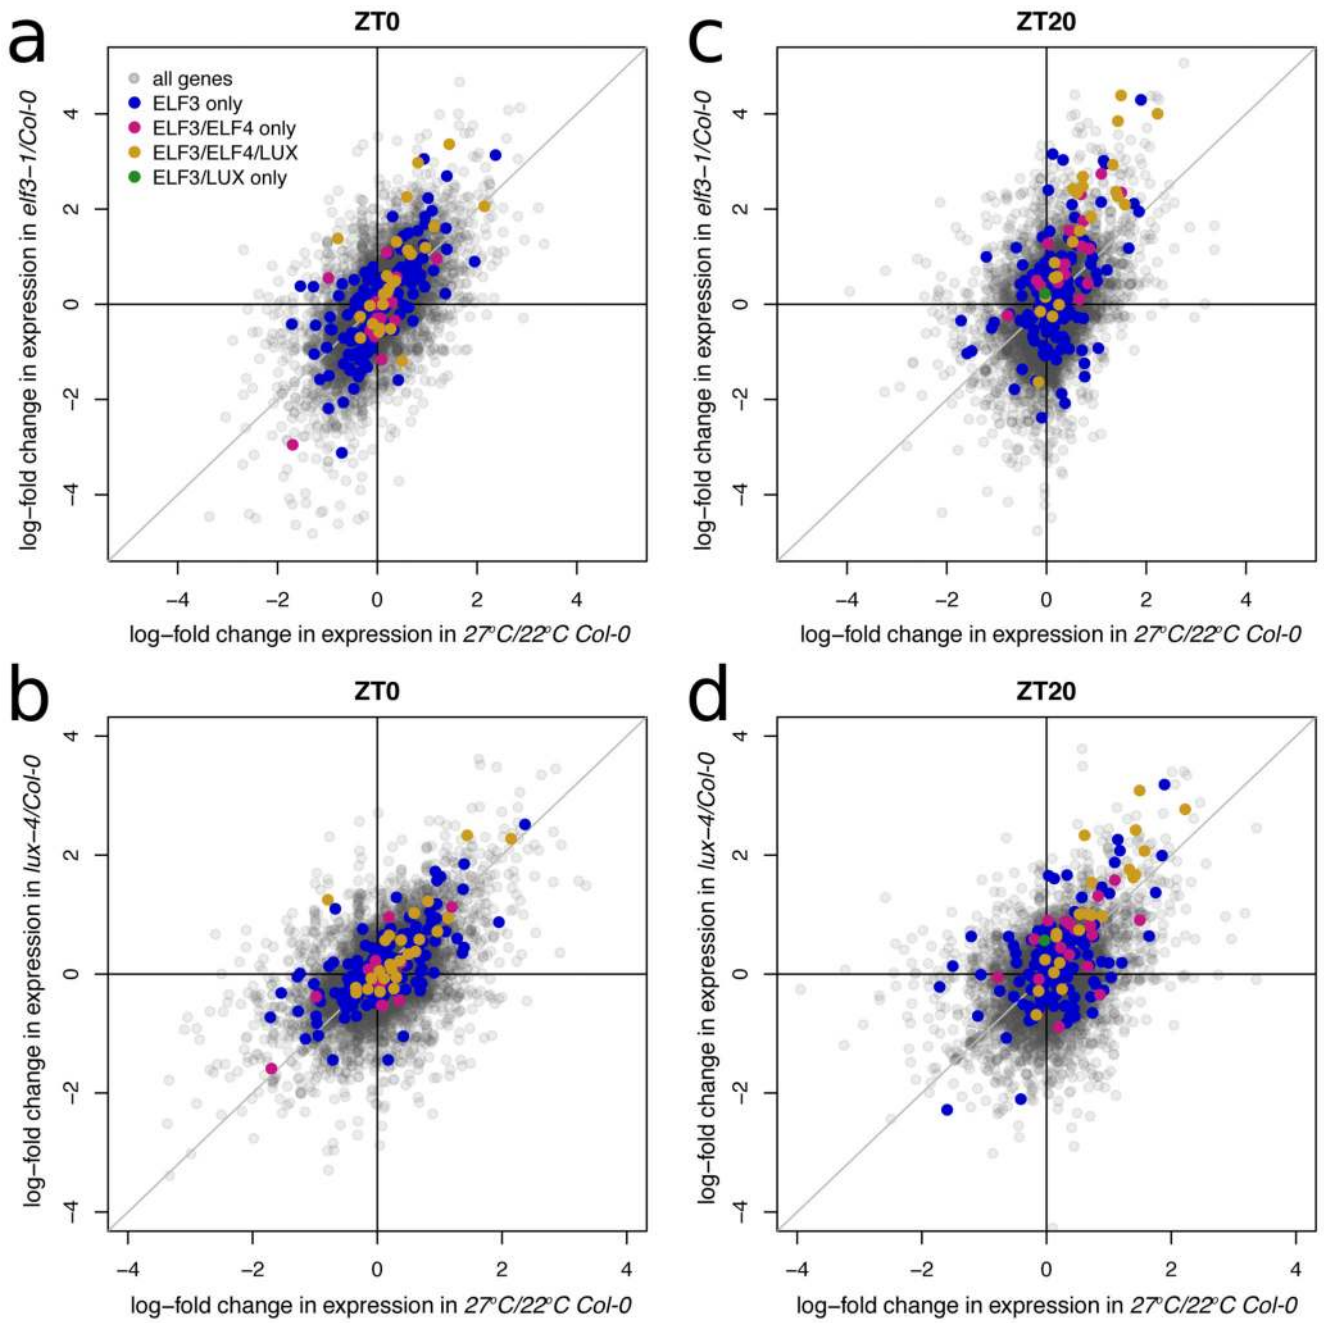 a
ZT0
all genes
ELF3 only
ELF3/ELF4 only
ELF3/ELF4/LUX
ELF3/LUX only
log−fold change in expression in elf3−1/Col-0
4
2
0
−2
−4
−4
−2
0
2
4
log−fold change in expression in 27°C/22°C Col-0
c
ZT20
log−fold change in expression in elf3−1/Col-0
4
2
0
−2
−4
−4
−2
0
2
4
log−fold change in expression in 27°C/22°C Col-0
b
ZT0
log−fold change in expression in lux−4/Col-0
4
2
0
−2
−4
−4
−2
0
2
4
log−fold change in expression in 27°C/22°C Col-0
d
ZT20
log−fold change in expression in lux−4/Col-0
4
2
0
−2
−4
−4
−2
0
2
4
log−fold change in expression in 27°C/22°C Col-0